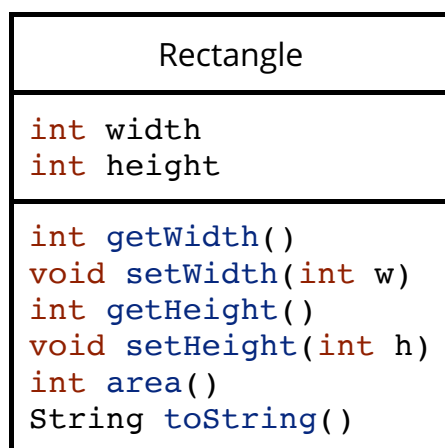 Rectangle
int width
int height
int getWidth()
void setWidth(int w)
int getHeight()
void setHeight(int h)
int area()
String toString()